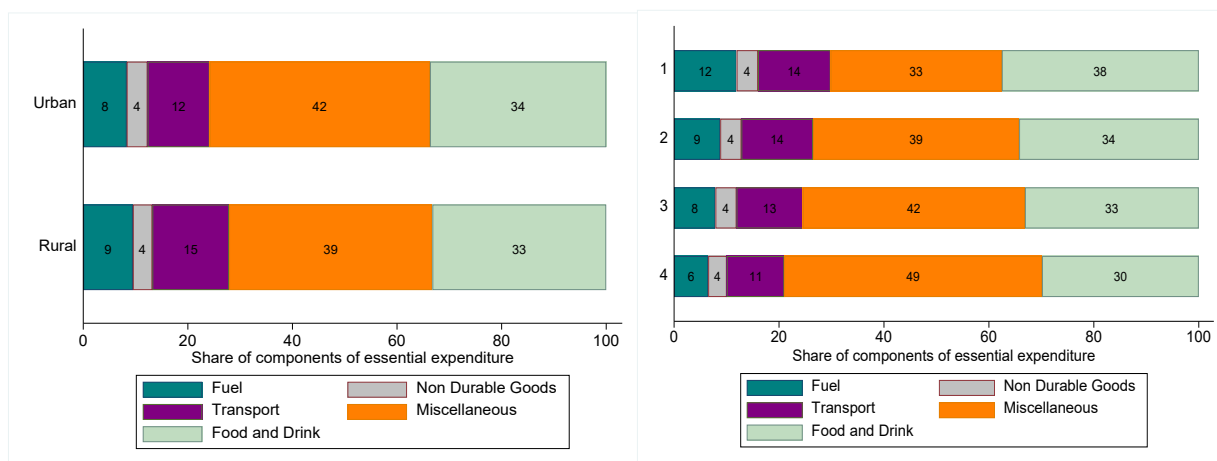 Urban 8 4 12 42 34
Rural 9 4 15 39 33
0 20 40 60 80 100
Share of components of essential expenditure
Fuel Non Durable Goods
Transport Miscellaneous
Food and Drink
1 12 4 14 33 38
2 9 4 14 39 34
3 8 4 13 42 33
4 6 4 11 49 30
0 20 40 60 80 100
Share of components of essential expenditure
Fuel Non Durable Goods
Transport Miscellaneous
Food and Drink